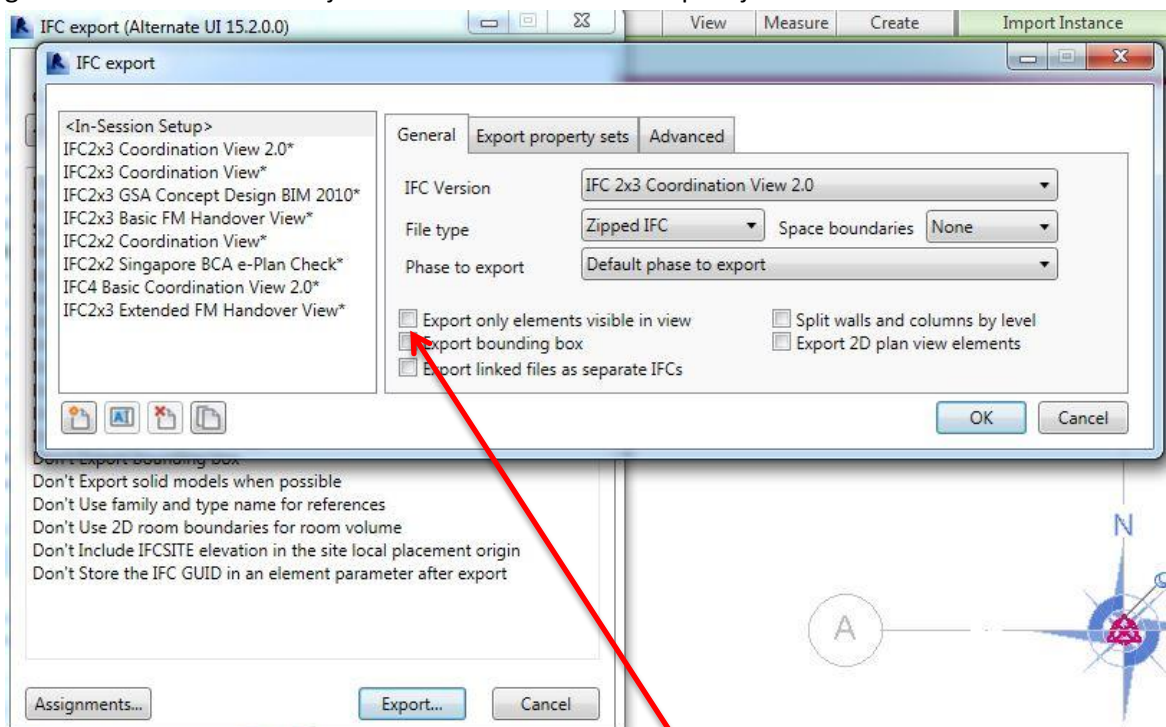 IFC export (Alternate UI 15.2.0.0)
View Measure Create Import Instance
IFC export
<In-Session Setup>
IFC2x3 Coordination View 2.0*
IFC2x3 Coordination View*
IFC2x3 GSA Concept Design BIM 2010*
IFC2x3 Basic FM Handover View*
IFC2x2 Coordination View*
IFC2x2 Singapore BCA e-Plan Check*
IFC4 Basic Coordination View 2.0*
IFC2x3 Extended FM Handover View*
General Export property sets Advanced
IFC Version IFC 2x3 Coordination View 2.0
File type Zipped IFC Space boundaries None
Phase to export Default phase to export
Export only elements visible in view Split walls and columns by level
Export bounding box Export 2D plan view elements
Export linked files as separate IFCs
AI
OK Cancel
Don't Export bounding box
Don't Export solid models when possible
Don't Use family and type name for references
Don't Use 2D room boundaries for room volume
Don't Include IFCSITE elevation in the site local placement origin
Don't Store the IFC GUID in an element parameter after export
N
A
Assignments... Export... Cancel